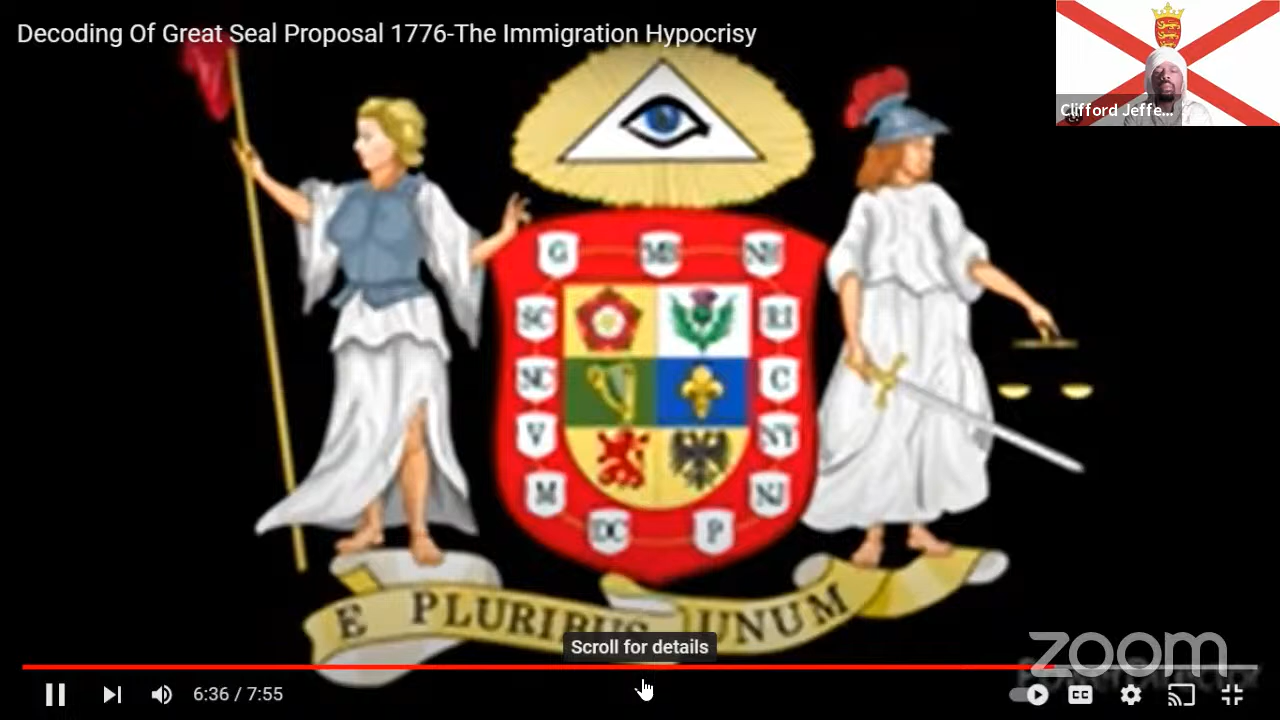 Decoding Of Great Seal Proposal 1776-The Immigration Hypocrisy
Clifford Jeffe...
G
MB
NH
SC
RI
NC
C
V
NY
M
NJ
DC
P
E PLURIBUS UNUM
Scroll for details
zoom
6:36 / 7:55
CC